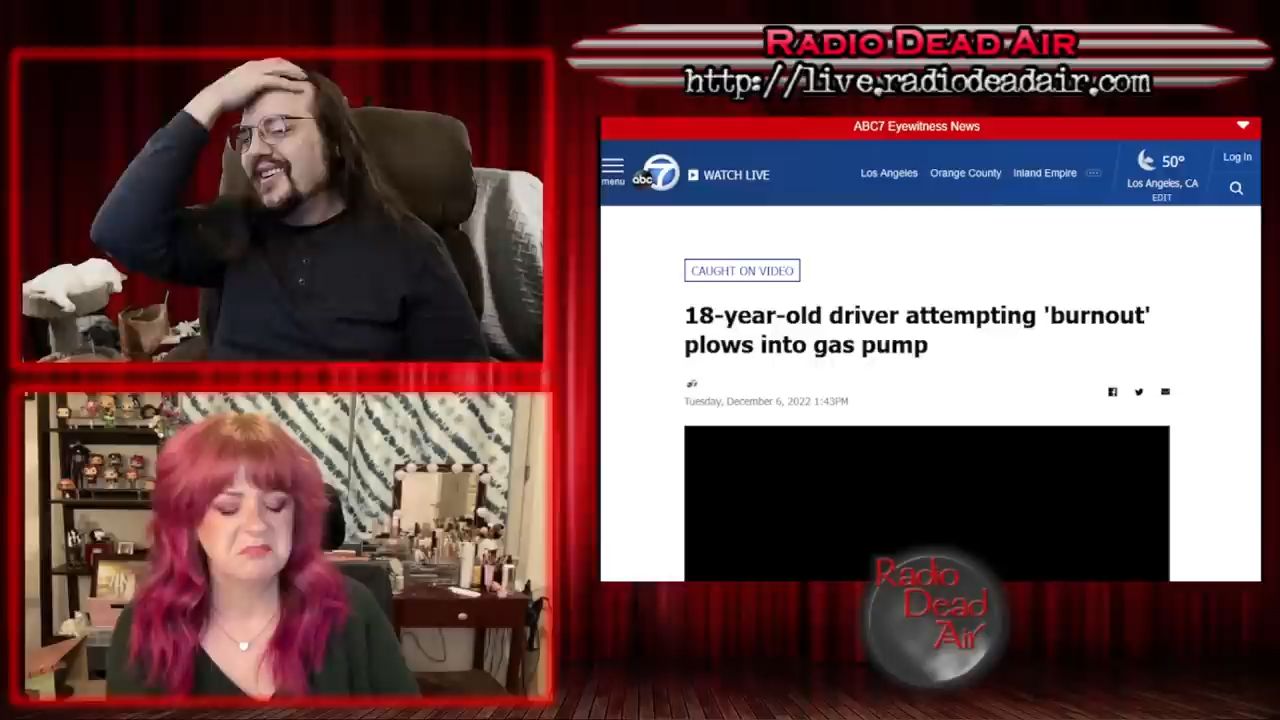 Radio Dead Air
http://live.radiodeadair.com
ABC7 Eyewitness News
menu
abc 7
WATCH LIVE
Los Angeles
Orange County
Inland Empire
50°
Los Angeles, CA
EDIT
Log In
CAUGHT ON VIDEO
18-year-old driver attempting 'burnout'
plows into gas pump
Tuesday, December 6, 2022 1:43PM
Radio
Dead
Air